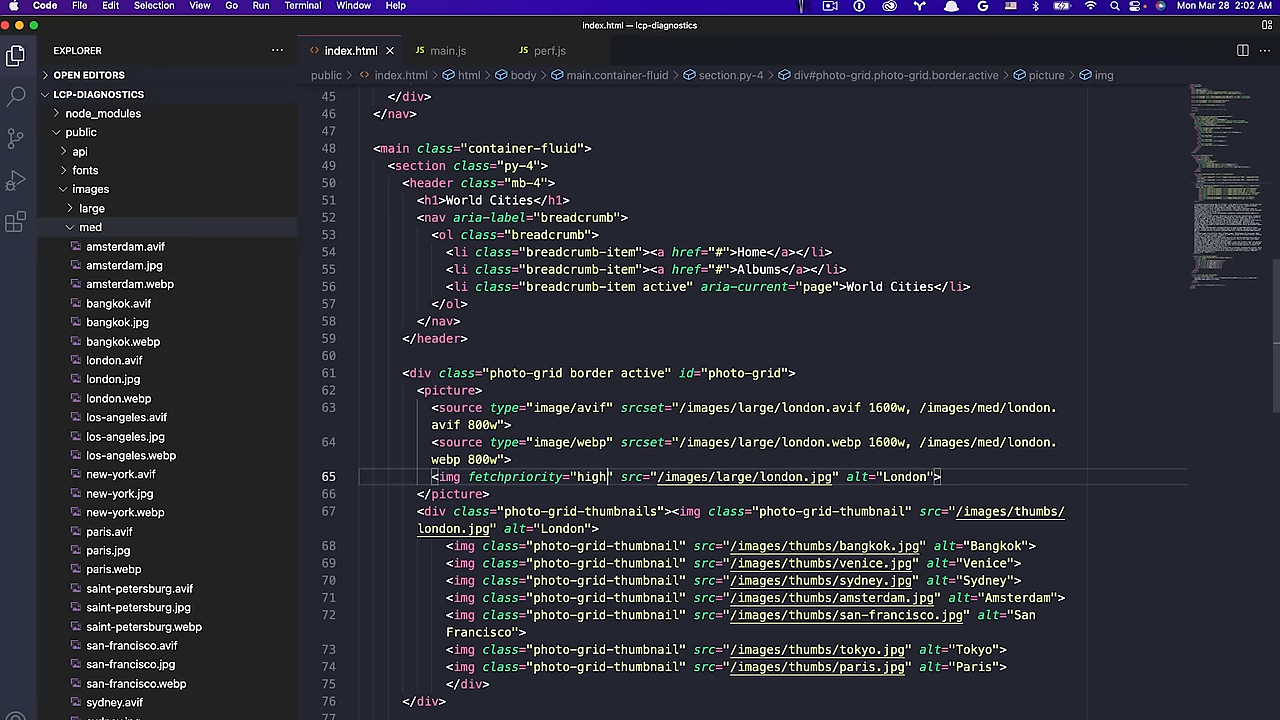 Code File Edit Selection View Go Run Terminal Window Help Mon Mar 28 2:02 AM
index.html — lcp-diagnostics
EXPLORER
OPEN EDITORS
LCP-DIAGNOSTICS
node_modules
public
api
fonts
images
large
med
amsterdam.avif
amsterdam.jpg
amsterdam.webp
bangkok.avif
bangkok.jpg
bangkok.webp
london.avif
london.jpg
london.webp
los-angeles.avif
los-angeles.jpg
los-angeles.webp
new-york.avif
new-york.jpg
new-york.webp
paris.avif
paris.jpg
paris.webp
saint-petersburg.avif
saint-petersburg.jpg
saint-petersburg.webp
san-francisco.avif
san-francisco.jpg
san-francisco.webp
sydney.avif
index.html JS main.js JS perf.js
public > index.html > html > body > main.container-fluid > section.py-4 > div#photo-grid.photo-grid.border.active > picture > img
45 </div>
46 </nav>
47
48 <main class="container-fluid">
49 <section class="py-4">
50 <header class="mb-4">
51 <h1>World Cities</h1>
52 <nav aria-label="breadcrumb">
53 <ol class="breadcrumb">
54 <li class="breadcrumb-item"><a href="#">Home</a></li>
55 <li class="breadcrumb-item"><a href="#">Albums</a></li>
56 <li class="breadcrumb-item active" aria-current="page">World Cities</li>
57 </ol>
58 </nav>
59 </header>
60
61 <div class="photo-grid border active" id="photo-grid">
62 <picture>
63 <source type="image/avif" srcset="/images/large/london.avif 1600w, /images/med/london.
avif 800w">
64 <source type="image/webp" srcset="/images/large/london.webp 1600w, /images/med/london.
webp 800w">
65 <img fetchpriority="high" src="/images/large/london.jpg" alt="London">
66 </picture>
67 <div class="photo-grid-thumbnails"><img class="photo-grid-thumbnail" src="/images/thumbs/
london.jpg" alt="London">
68 <img class="photo-grid-thumbnail" src="/images/thumbs/bangkok.jpg" alt="Bangkok">
69 <img class="photo-grid-thumbnail" src="/images/thumbs/venice.jpg" alt="Venice">
70 <img class="photo-grid-thumbnail" src="/images/thumbs/sydney.jpg" alt="Sydney">
71 <img class="photo-grid-thumbnail" src="/images/thumbs/amsterdam.jpg" alt="Amsterdam">
72 <img class="photo-grid-thumbnail" src="/images/thumbs/san-francisco.jpg" alt="San
Francisco">
73 <img class="photo-grid-thumbnail" src="/images/thumbs/tokyo.jpg" alt="Tokyo">
74 <img class="photo-grid-thumbnail" src="/images/thumbs/paris.jpg" alt="Paris">
75 </div>
76 </div>
77